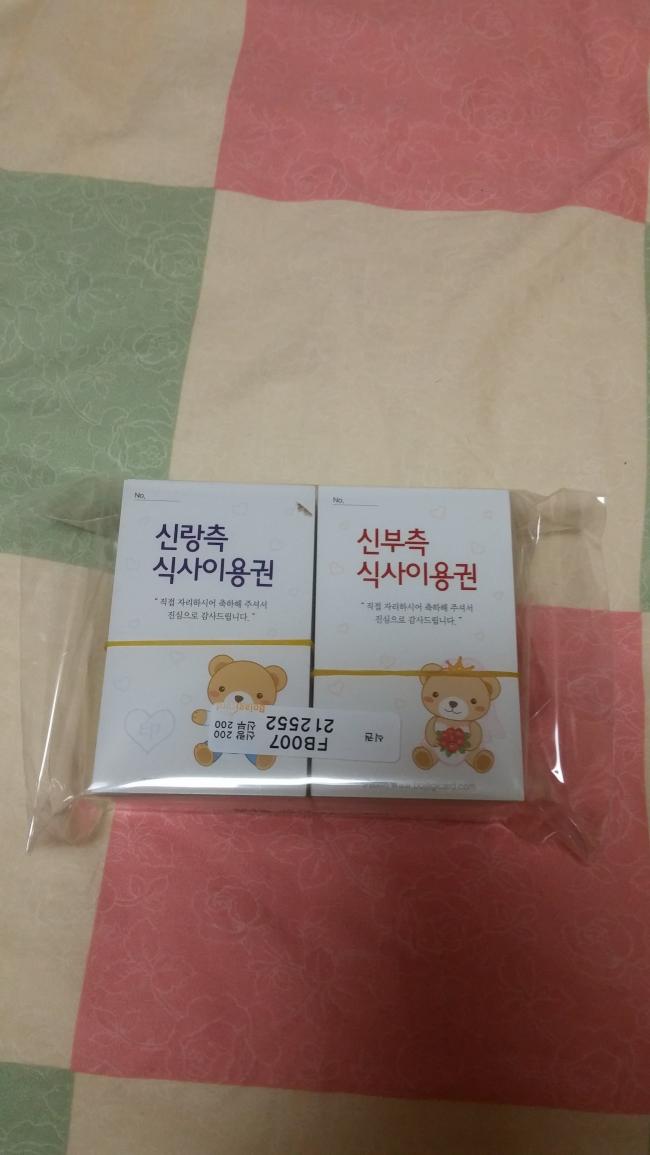 No.
신랑측
식사이용권
" 직접 자리하시어 축하해 주셔서
진심으로 감사드립니다. "
No.
신부측
식사이용권
" 직접 자리하시어 축하해 주셔서
진심으로 감사드립니다. "
식권
FB007
212552
신랑 200 신부 200